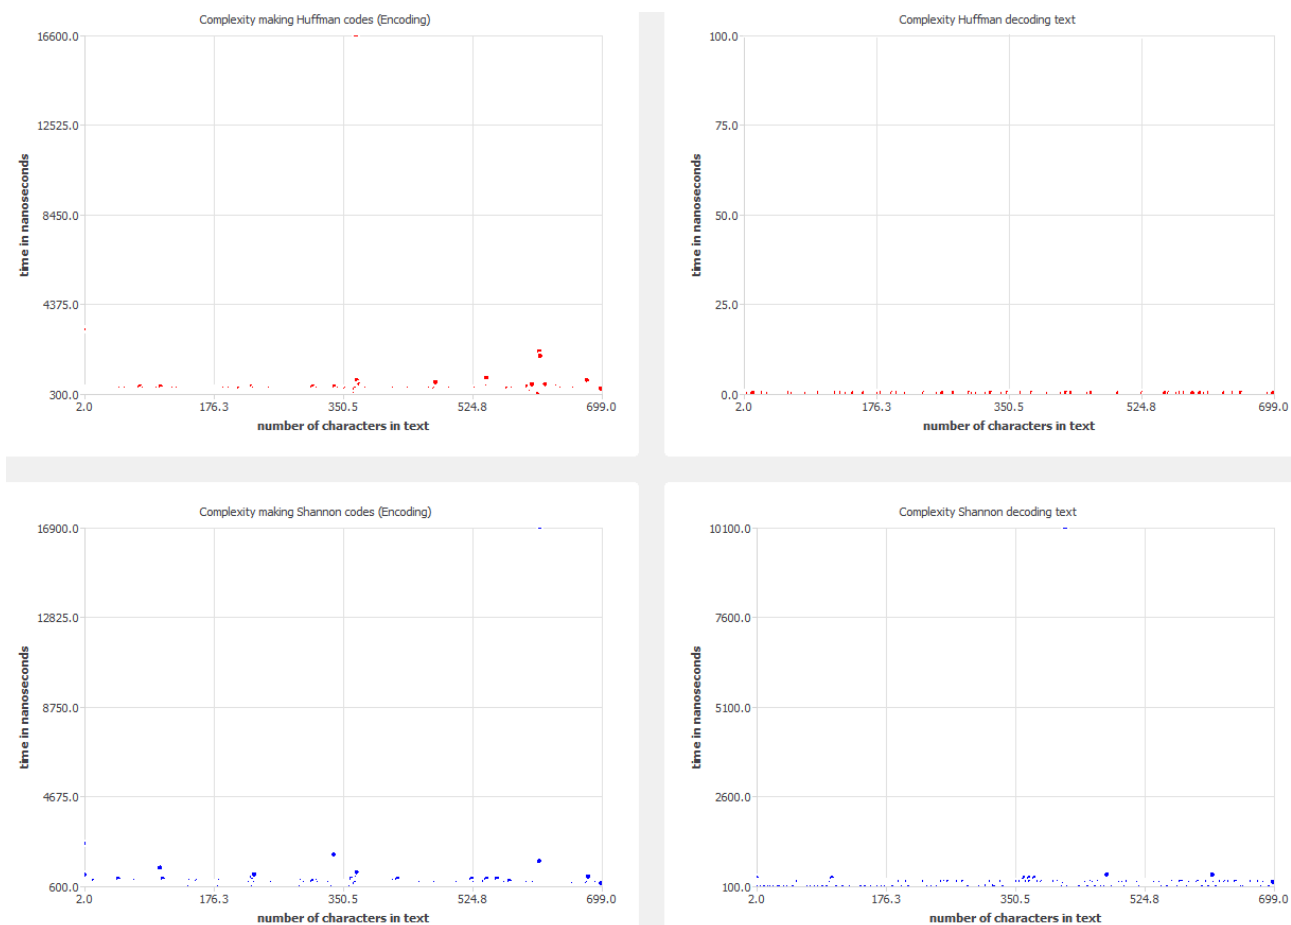 Complexity making Huffman codes (Encoding)
16600.0
12525.0
8450.0
4375.0
300.0
time in nanoseconds
2.0 176.3 350.5 524.8 699.0
number of characters in text
Complexity Huffman decoding text
100.0
75.0
50.0
25.0
0.0
time in nanoseconds
2.0 176.3 350.5 524.8 699.0
number of characters in text
Complexity making Shannon codes (Encoding)
16900.0
12825.0
8750.0
4675.0
600.0
time in nanoseconds
2.0 176.3 350.5 524.8 699.0
number of characters in text
Complexity Shannon decoding text
10100.0
7600.0
5100.0
2600.0
100.0
time in nanoseconds
2.0 176.3 350.5 524.8 699.0
number of characters in text